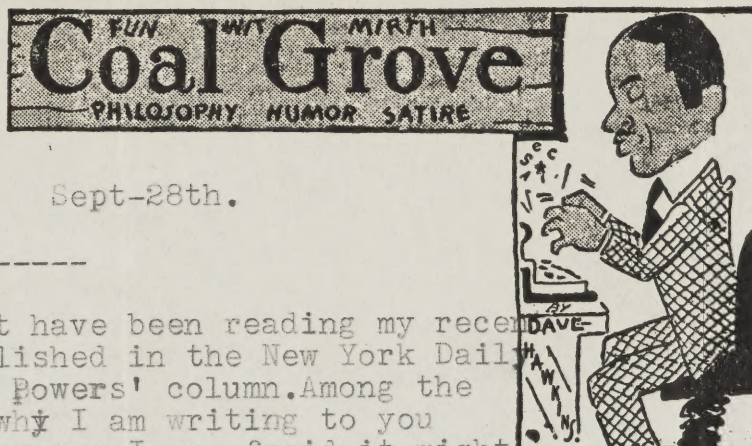 FUN WIT MIRTH
Coal Grove
PHILOSOPHY HUMOR SATIRE
Sept-28th.
-----
t have been reading my recen
BY
DAVE
HAWKINS
lished in the New York Daily
Powers' column.Among the
why I am writing to you